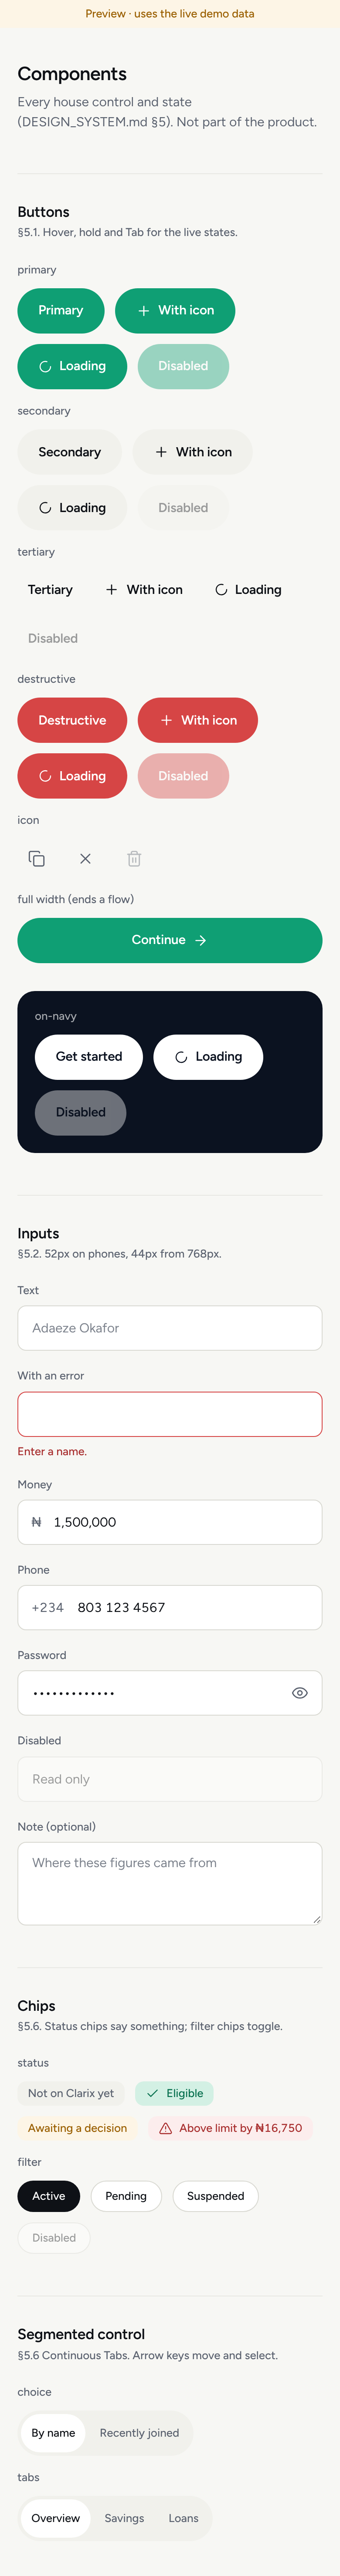 Preview · uses the live demo data
Components
Every house control and state
(DESIGN_SYSTEM.md §5). Not part of the product.
Buttons
§5.1. Hover, hold and Tab for the live states.
primary
Primary
With icon
Loading
Disabled
secondary
Secondary
With icon
Loading
Disabled
tertiary
Tertiary
With icon
Loading
Disabled
destructive
Destructive
With icon
Loading
Disabled
icon
full width (ends a flow)
Continue
on-navy
Get started
Loading
Disabled
Inputs
§5.2. 52px on phones, 44px from 768px.
Text
Adaeze Okafor
With an error
Enter a name.
Money
₦ 1,500,000
Phone
+234 803 123 4567
Password
•••••••••••••
Disabled
Read only
Note (optional)
Where these figures came from
Chips
§5.6. Status chips say something; filter chips toggle.
status
Not on Clarix yet
Eligible
Awaiting a decision
Above limit by ₦16,750
filter
Active
Pending
Suspended
Disabled
Segmented control
§5.6 Continuous Tabs. Arrow keys move and select.
choice
By name
Recently joined
tabs
Overview
Savings
Loans